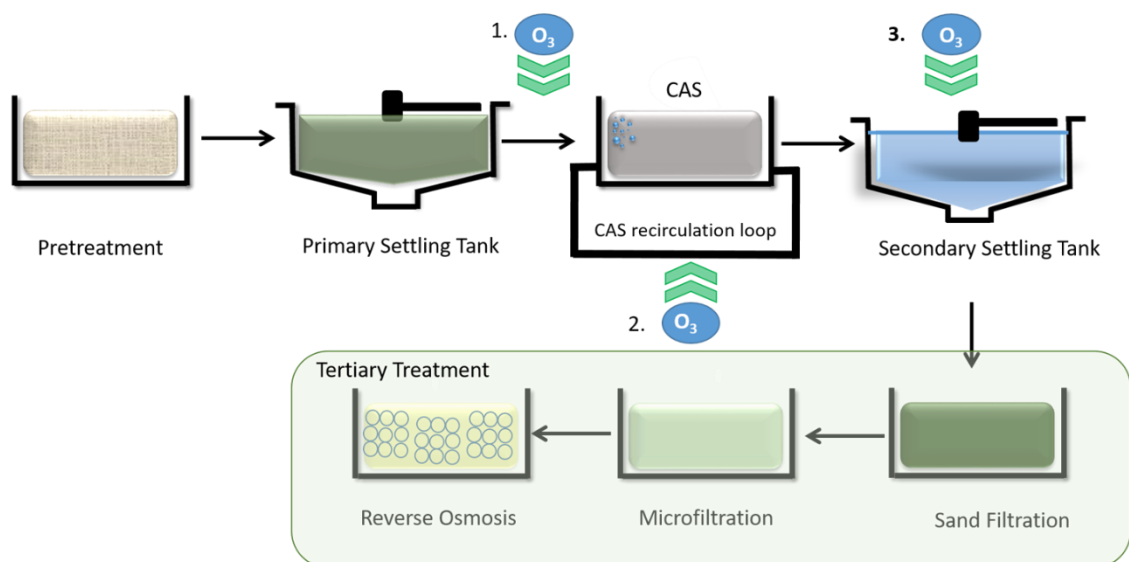 1.
O₃
3.
O₃
CAS
Pretreatment
Primary Settling Tank
CAS recirculation loop
Secondary Settling Tank
2.
O₃
Tertiary Treatment
Reverse Osmosis
Microfiltration
Sand Filtration